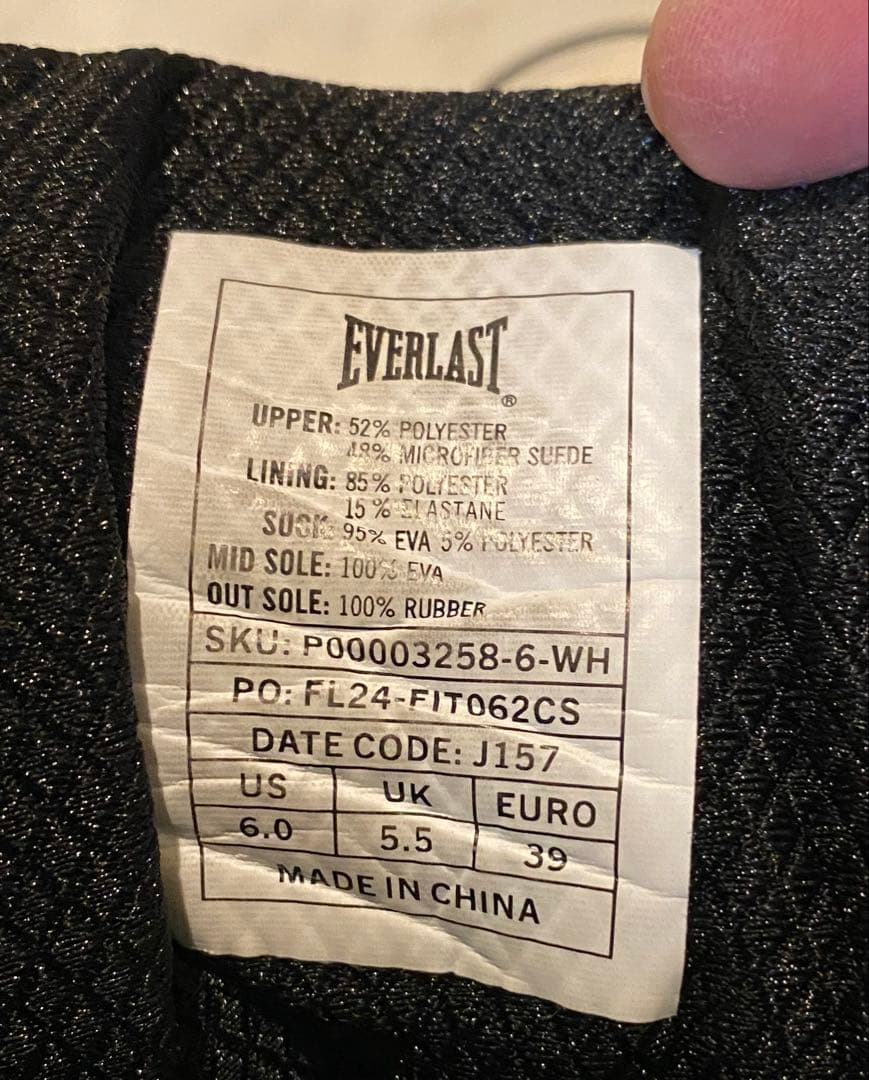 EVERLAST®
UPPER: 52% POLYESTER
48% MICROFIBER SUEDE
LINING: 85% POLYESTER
15% ELASTANE
95% EVA 5% POLYESTER
MID SOLE: 100% EVA
OUT SOLE: 100% RUBBER
SKU: P00003258-6-WH
PO: FL24-FIT062CS
DATE CODE: J157
US UK EURO
6.0 5.5 39
MADE IN CHINA